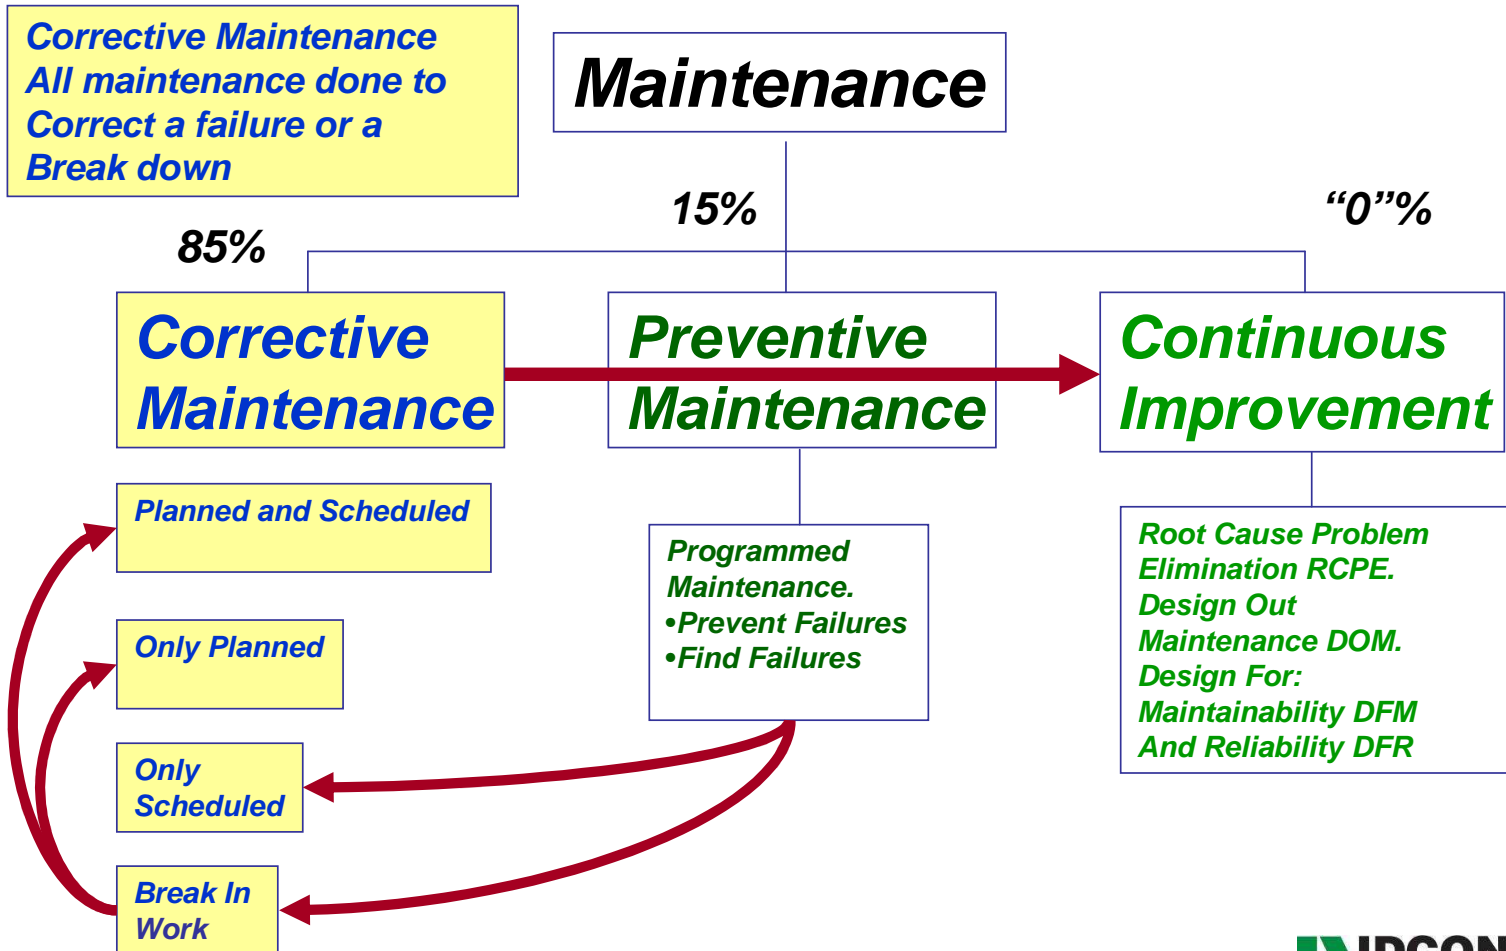 Corrective Maintenance
All maintenance done to
Correct a failure or a
Break down
Maintenance
85%
15%
“0”%
Corrective
Maintenance
Preventive
Maintenance
Continuous
Improvement
Planned and Scheduled
Only Planned
Only
Scheduled
Break In
Work
Programmed
Maintenance.
•Prevent Failures
•Find Failures
Root Cause Problem
Elimination RCPE.
Design Out
Maintenance DOM.
Design For:
Maintainability DFM
And Reliability DFR
IDCON